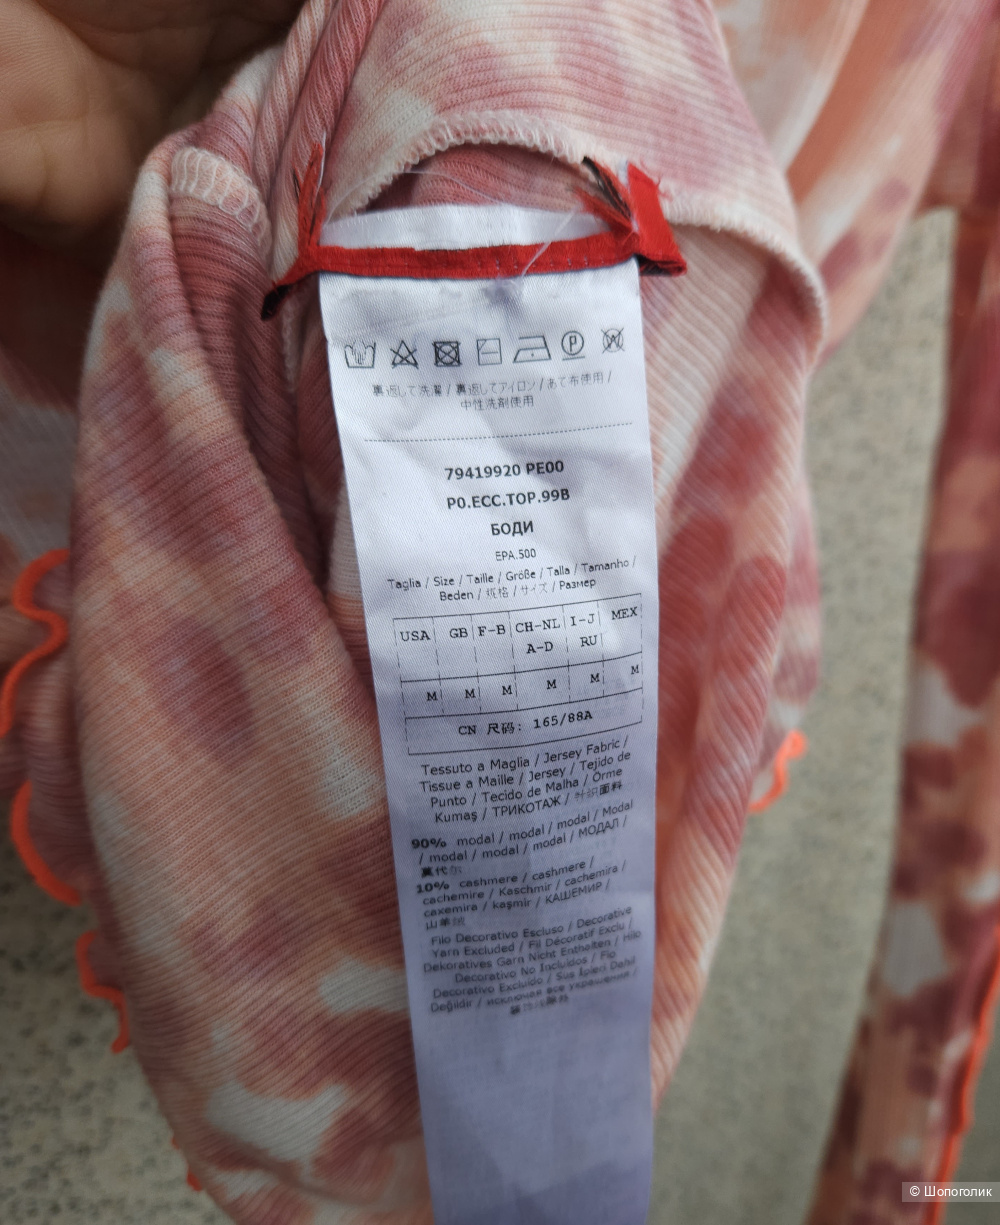 裏返して洗濯 / 裏返してアイロン / あて布使用 /
中性洗剤使用
79419920 PE00
P0.ECC.TOP.99B
БОДИ
EPA.500
Taglia / Size / Taille / Größe / Talla / Tamanho /
Beden / 规格 / サイズ / Размер
USA GB F-B CH-NL I-J MEX
A-D RU
M M M M M M
CN 尺码: 165/88A
Tessuto a Maglia / Jersey Fabric /
Tissue a Maille / Jersey / Tejido de
Punto / Tecido de Malha / Örme
Kumaş / ТРИКОТАЖ / 针织面料
90% modal / modal / modal / Modal
/ modal / modal / modal / МОДАЛ /
莫代尔
10% cashmere / cashmere /
cachemire / Kaschmir / cachemira /
caxemira / kaşmir / КАШЕМИР /
山羊绒
Filo Decorativo Escluso / Decorative
Yarn Excluded / Fil Décoratif Exclu /
Dekoratives Garn Nicht Enthalten / Hilo
Decorativo No Incluidos / Fio
Decorativo Excluído / Sus Ipleri Dahil
Değildir / исключая все украшения /
© Шопоголик